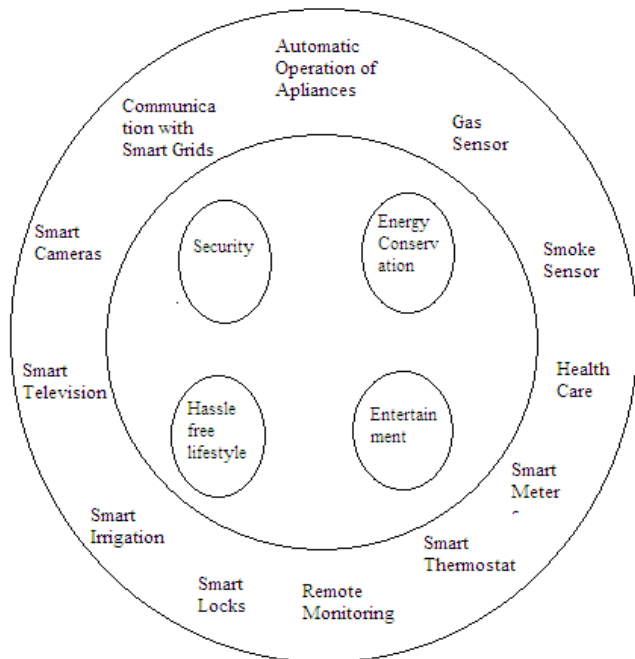 Automatic
Operation of
Apliances
Communica
tion with
Smart Grids
Gas
Sensor
Smart
Cameras
Security
Energy
Conserv
ation
Smoke
Sensor
Smart
Television
Hassle
free
lifestyle
Entertain
ment
Health
Care
Smart
Meter
Smart
Irrigation
Smart
Thermostat
Smart
Locks
Remote
Monitoring